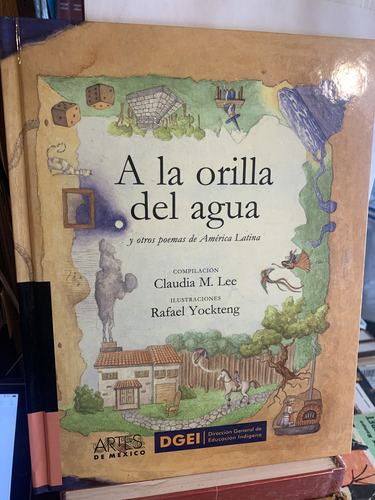 A la orilla
del agua
y otros poemas de América Latina
COMPILACIÓN
Claudia M. Lee
ILUSTRACIONES
Rafael Yockteng
ARTES
DE MÉXICO
DGEI
Dirección General de
Educación Indígena